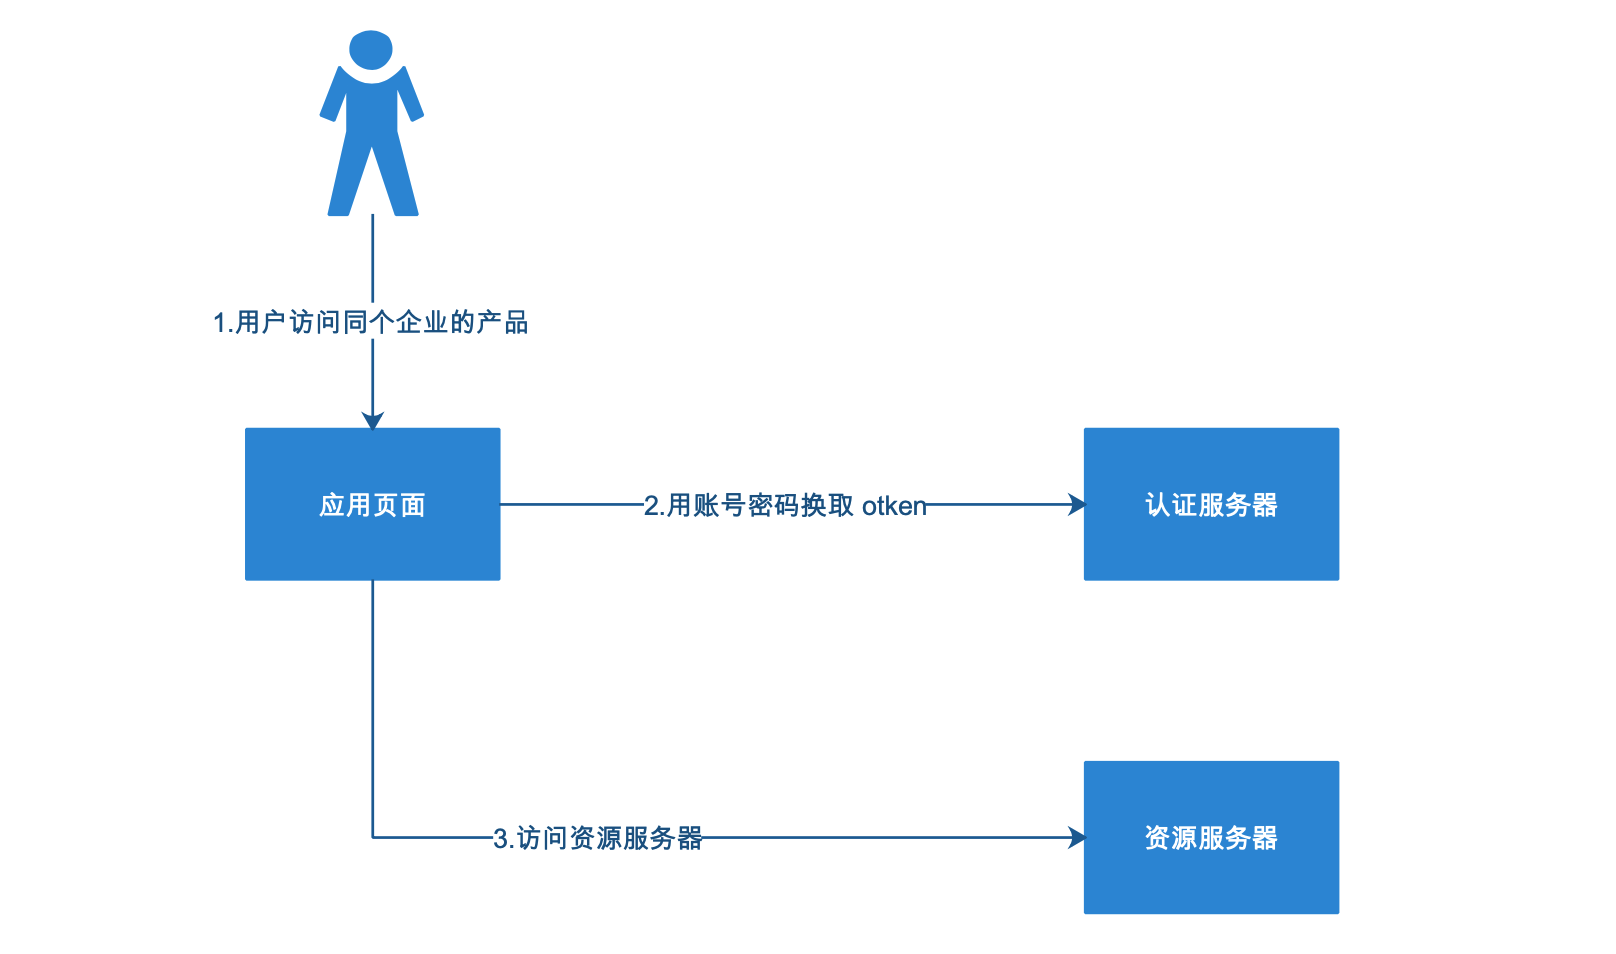 1.用户访问同个企业的产品
应用页面
2.用账号密码换取 otken
认证服务器
3.访问资源服务器
资源服务器